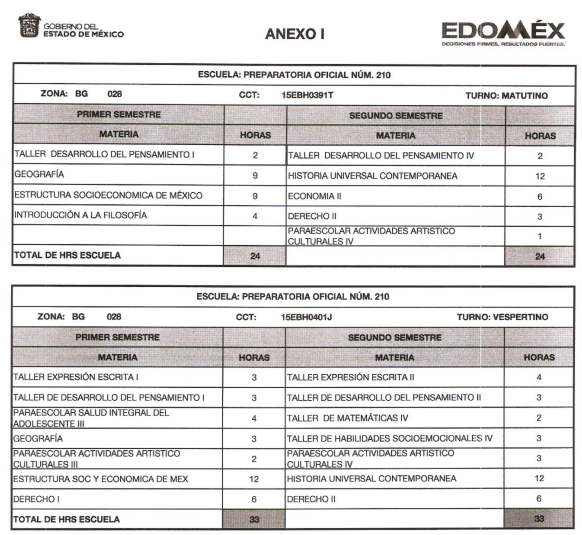 GOBIERNO DEL
ESTADO DE MÉXICO
ANEXO I
EDOMÉX
DECISIONES FIRMES, RESULTADOS FUERTES.
ESCUELA: PREPARATORIA OFICIAL NÚM. 210
ZONA: BG 028 CCT: 15EBH0391T TURNO: MATUTINO
PRIMER SEMESTRE SEGUNDO SEMESTRE
MATERIA HORAS MATERIA HORAS
TALLER DESARROLLO DEL PENSAMIENTO I 2 TALLER DESARROLLO DEL PENSAMIENTO IV 2
GEOGRAFÍA 9 HISTORIA UNIVERSAL CONTEMPORANEA 12
ESTRUCTURA SOCIOECONOMICA DE MÉXICO 9 ECONOMIA II 6
INTRODUCCIÓN A LA FILOSOFÍA 4 DERECHO II 3
PARAESCOLAR ACTIVIDADES ARTISTICO
CULTURALES IV 1
TOTAL DE HRS ESCUELA 24 24
ESCUELA: PREPARATORIA OFICIAL NÚM. 210
ZONA: BG 028 CCT: 15EBH0401J TURNO: VESPERTINO
PRIMER SEMESTRE SEGUNDO SEMESTRE
MATERIA HORAS MATERIA HORAS
TALLER EXPRESIÓN ESCRITA I 3 TALLER EXPRESIÓN ESCRITA II 4
TALLER DE DESARROLLO DEL PENSAMIENTO I 3 TALLER DE DESARROLLO DEL PENSAMIENTO II 3
PARAESCOLAR SALUD INTEGRAL DEL
ADOLESCENTE III 4 TALLER DE MATEMÁTICAS IV 2
GEOGRAFÍA 3 TALLER DE HABILIDADES SOCIOEMOCIONALES IV 3
PARAESCOLAR ACTIVIDADES ARTISTICO PARAESCOLAR ACTIVIDADES ARTISTICO
CULTURALES III 2 CULTURALES IV 3
ESTRUCTURA SOC Y ECONOMICA DE MEX 12 HISTORIA UNIVERSAL CONTEMPORANEA 12
DERECHO I 6 DERECHO II 6
TOTAL DE HRS ESCUELA 33 33